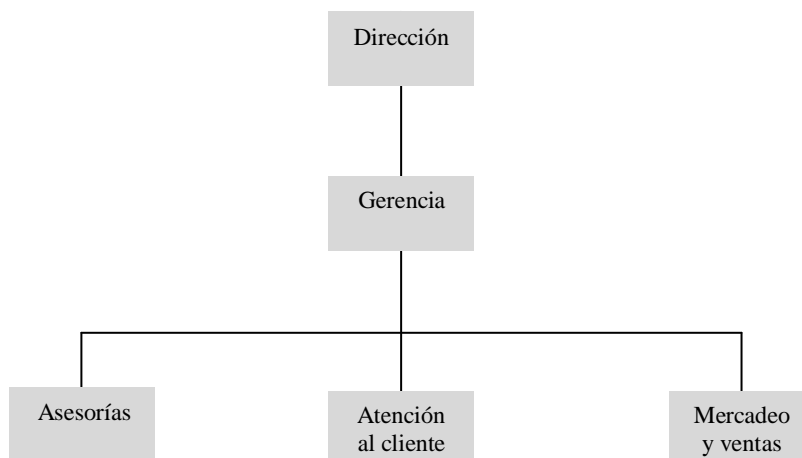 Dirección
Gerencia
Asesorías
Atención
al cliente
Mercadeo
y ventas